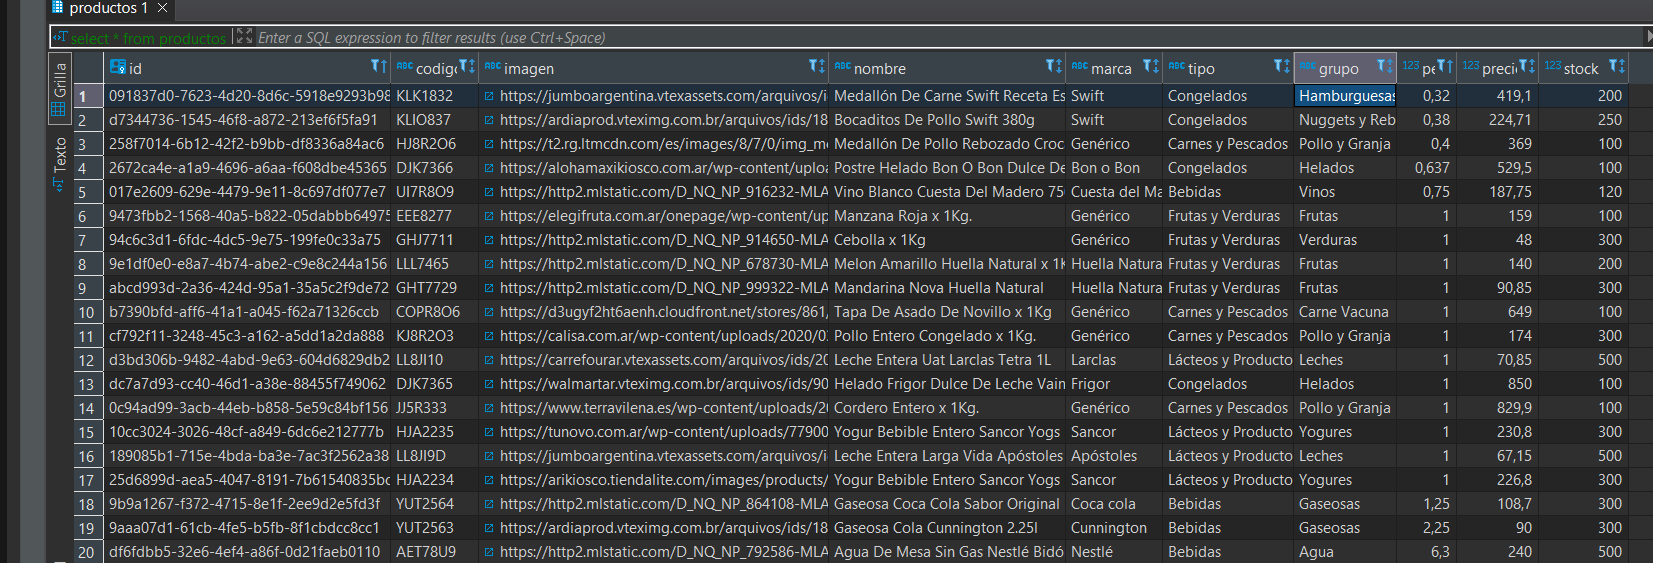 productos 1
select * from productos Enter a SQL expression to filter results (use Ctrl+Space)
Grilla
Texto
id codigo imagen nombre marca tipo grupo pe precio stock
1 091837d0-7623-4d20-8d6c-5918e9293b98 KLK1832 https://jumboargentina.vtexassets.com/arquivos/i Medallón De Carne Swift Receta Es Swift Congelados Hamburguesas 0,32 419,1 200
2 d7344736-1545-46f8-a872-213ef6f5fa91 KLIO837 https://ardiaprod.vteximg.com.br/arquivos/ids/18 Bocaditos De Pollo Swift 380g Swift Congelados Nuggets y Reb 0,38 224,71 250
3 258f7014-6b12-42f2-b9bb-df8336a84ac6 HJ8R2O6 https://t2.rg.ltmcdn.com/es/images/8/7/0/img_me Medallón De Pollo Rebozado Croc Genérico Carnes y Pescados Pollo y Granja 0,4 369 100
4 2672ca4e-a1a9-4696-a6aa-f608dbe45365 DJK7366 https://alohamaxikiosco.com.ar/wp-content/uploa Postre Helado Bon O Bon Dulce De Bon o Bon Congelados Helados 0,637 529,5 100
5 017e2609-629e-4479-9e11-8c697df077e7 UI7R8O9 https://http2.mlstatic.com/D_NQ_NP_916232-MLA Vino Blanco Cuesta Del Madero 750 Cuesta del Ma Bebidas Vinos 0,75 187,75 120
6 9473fbb2-1568-40a5-b822-05dabbb64975 EEE8277 https://elegifruta.com.ar/onepage/wp-content/up Manzana Roja x 1Kg. Genérico Frutas y Verduras Frutas 1 159 100
7 94c6c3d1-6fdc-4dc5-9e75-199fe0c33a75 GHJ7711 https://http2.mlstatic.com/D_NQ_NP_914650-MLA Cebolla x 1Kg Genérico Frutas y Verduras Verduras 1 48 300
8 9e1df0e0-e8a7-4b74-abe2-c9e8c244a156 LLL7465 https://http2.mlstatic.com/D_NQ_NP_678730-MLA Melon Amarillo Huella Natural x 1K Huella Natura Frutas y Verduras Frutas 1 140 200
9 abcd993d-2a36-424d-95a1-35a5c2f9de72 GHT7729 https://http2.mlstatic.com/D_NQ_NP_999322-MLA Mandarina Nova Huella Natural Huella Natura Frutas y Verduras Frutas 1 90,85 300
10 b7390bfd-aff6-41a1-a045-f62a71326ccb COPR8O6 https://d3ugyf2ht6aenh.cloudfront.net/stores/861/ Tapa De Asado De Novillo x 1Kg Genérico Carnes y Pescados Carne Vacuna 1 649 100
11 cf792f11-3248-45c3-a162-a5dd1a2da888 KJ8R2O3 https://calisa.com.ar/wp-content/uploads/2020/03 Pollo Entero Congelado x 1Kg. Genérico Carnes y Pescados Pollo y Granja 1 174 300
12 d3bd306b-9482-4abd-9e63-604d6829db2 LL8JI10 https://carrefourar.vtexassets.com/arquivos/ids/20 Leche Entera Uat Larclas Tetra 1L Larclas Lácteos y Producto Leches 1 70,85 500
13 dc7a7d93-cc40-46d1-a38e-88455f749062 DJK7365 https://walmartar.vteximg.com.br/arquivos/ids/90 Helado Frigor Dulce De Leche Vain Frigor Congelados Helados 1 850 100
14 0c94ad99-3acb-44eb-b858-5e59c84bf156 JJ5R333 https://www.terravilena.es/wp-content/uploads/20 Cordero Entero x 1Kg. Genérico Carnes y Pescados Pollo y Granja 1 829,9 100
15 10cc3024-3026-48cf-a849-6dc6e212777b HJA2235 https://tunovo.com.ar/wp-content/uploads/77900 Yogur Bebible Entero Sancor Yogs Sancor Lácteos y Producto Yogures 1 230,8 300
16 189085b1-715e-4bda-ba3e-7ac3f2562a38 LL8JI9D https://jumboargentina.vtexassets.com/arquivos/i Leche Entera Larga Vida Apóstoles Apóstoles Lácteos y Producto Leches 1 67,15 500
17 25d6899d-aea5-4047-8191-7b61540835bc HJA2234 https://arikiosco.tiendalite.com/images/products/ Yogur Bebible Entero Sancor Yogs Sancor Lácteos y Producto Yogures 1 226,8 300
18 9b9a1267-f372-4715-8e1f-2ee9d2e5fd3f YUT2564 https://http2.mlstatic.com/D_NQ_NP_864108-MLA Gaseosa Coca Cola Sabor Original Coca cola Bebidas Gaseosas 1,25 108,7 300
19 9aaa07d1-61cb-4fe5-b5fb-8f1cbdcc8cc1 YUT2563 https://ardiaprod.vteximg.com.br/arquivos/ids/18 Gaseosa Cola Cunnington 2.25l Cunnington Bebidas Gaseosas 2,25 90 300
20 df6fdbb5-32e6-4ef4-a86f-0d21faeb0110 AET78U9 https://http2.mlstatic.com/D_NQ_NP_792586-MLA Agua De Mesa Sin Gas Nestlé Bidó Nestlé Bebidas Agua 6,3 240 500